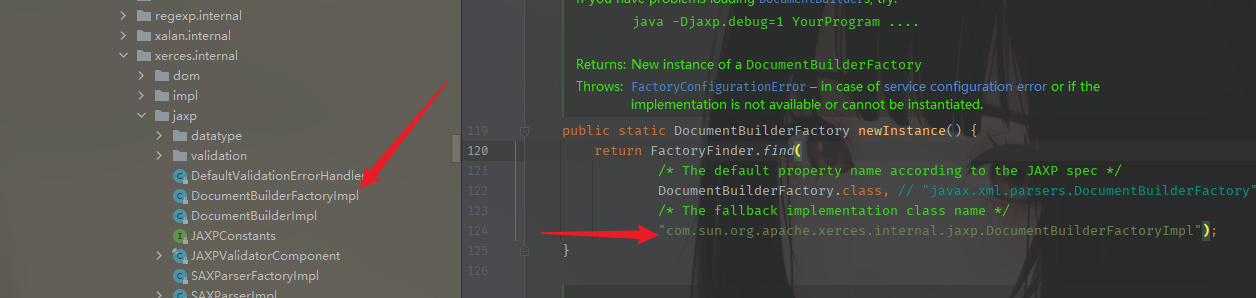 regexp.internal
xalan.internal
xerces.internal
dom
impl
jaxp
datatype
validation
DefaultValidationErrorHandle
DocumentBuilderFactoryImpl
DocumentBuilderImpl
JAXPConstants
JAXPValidatorComponent
SAXParserFactoryImpl
SAXParserImpl
If you have problems loading DocumentBuilders, try:
java -Djaxp.debug=1 YourProgram ....
Returns: New instance of a DocumentBuilderFactory
Throws: FactoryConfigurationError – in case of service configuration error or if the
implementation is not available or cannot be instantiated.
119 public static DocumentBuilderFactory newInstance() {
120 return FactoryFinder.find(
121 /* The default property name according to the JAXP spec */
122 DocumentBuilderFactory.class, // "javax.xml.parsers.DocumentBuilderFactory"
123 /* The fallback implementation class name */
124 "com.sun.org.apache.xerces.internal.jaxp.DocumentBuilderFactoryImpl");
125 }
126